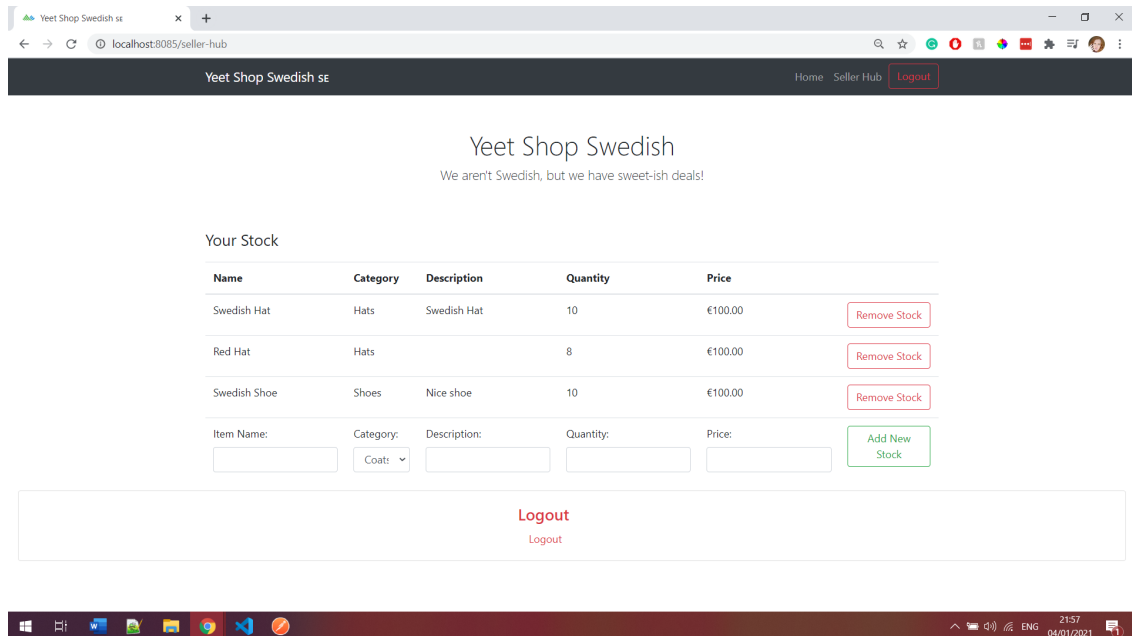 Yeet Shop Swedish SE
localhost:8085/seller-hub
Yeet Shop Swedish SE Home Seller Hub Logout
Yeet Shop Swedish
We aren't Swedish, but we have sweet-ish deals!
Your Stock
Name Category Description Quantity Price
Swedish Hat Hats Swedish Hat 10 €100.00 Remove Stock
Red Hat Hats 8 €100.00 Remove Stock
Swedish Shoe Shoes Nice shoe 10 €100.00 Remove Stock
Item Name: Category: Description: Quantity: Price: Add New
Stock
Coats
Logout
Logout
21:57
ENG
04/01/2021